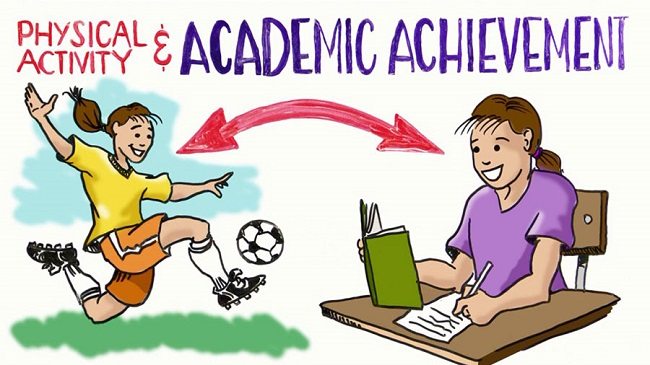 PHYSICAL
ACTIVITY
& ACADEMIC ACHIEVEMENT